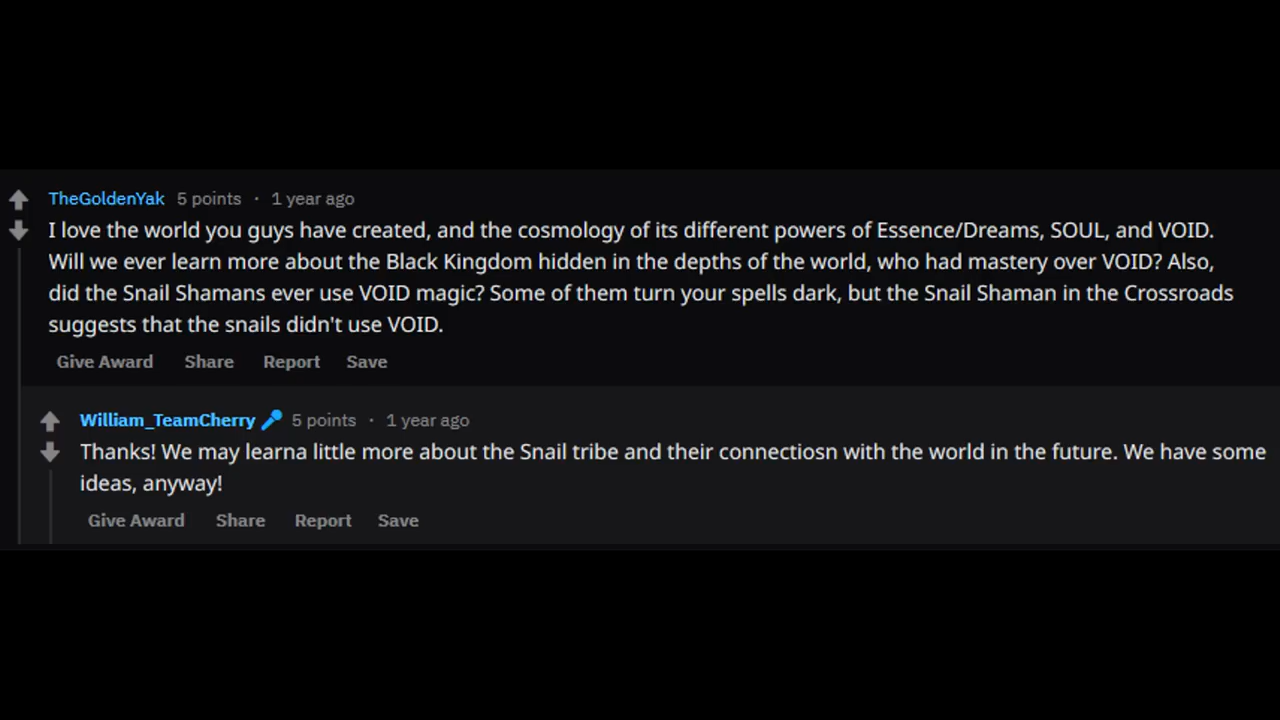 TheGoldenYak 5 points · 1 year ago
I love the world you guys have created, and the cosmology of its different powers of Essence/Dreams, SOUL, and VOID.
Will we ever learn more about the Black Kingdom hidden in the depths of the world, who had mastery over VOID? Also,
did the Snail Shamans ever use VOID magic? Some of them turn your spells dark, but the Snail Shaman in the Crossroads
suggests that the snails didn't use VOID.
Give Award Share Report Save
William_TeamCherry 5 points · 1 year ago
Thanks! We may learna little more about the Snail tribe and their connectiosn with the world in the future. We have some
ideas, anyway!
Give Award Share Report Save